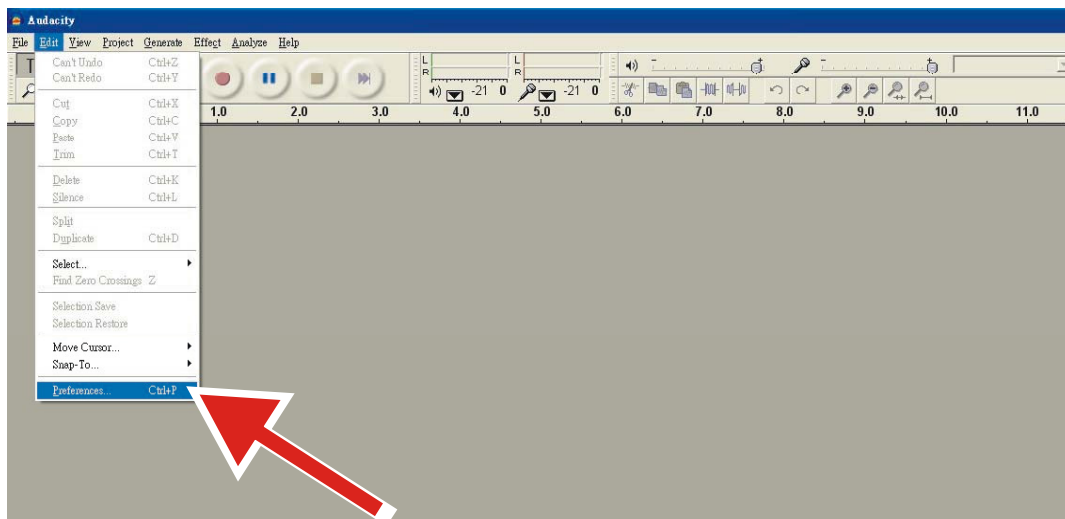 Audacity
File Edit View Project Generate Effect Analyze Help
Can't Undo Ctrl+Z
Can't Redo Ctrl+Y
Cut Ctrl+X
Copy Ctrl+C
Paste Ctrl+V
Trim Ctrl+T
Delete Ctrl+K
Silence Ctrl+L
Split
Duplicate Ctrl+D
Select...
Find Zero Crossings Z
Selection Save
Selection Restore
Move Cursor...
Snap-To...
Preferences... Ctrl+P
L L
R R
-21 0 -21 0
1.0 2.0 3.0 4.0 5.0 6.0 7.0 8.0 9.0 10.0 11.0